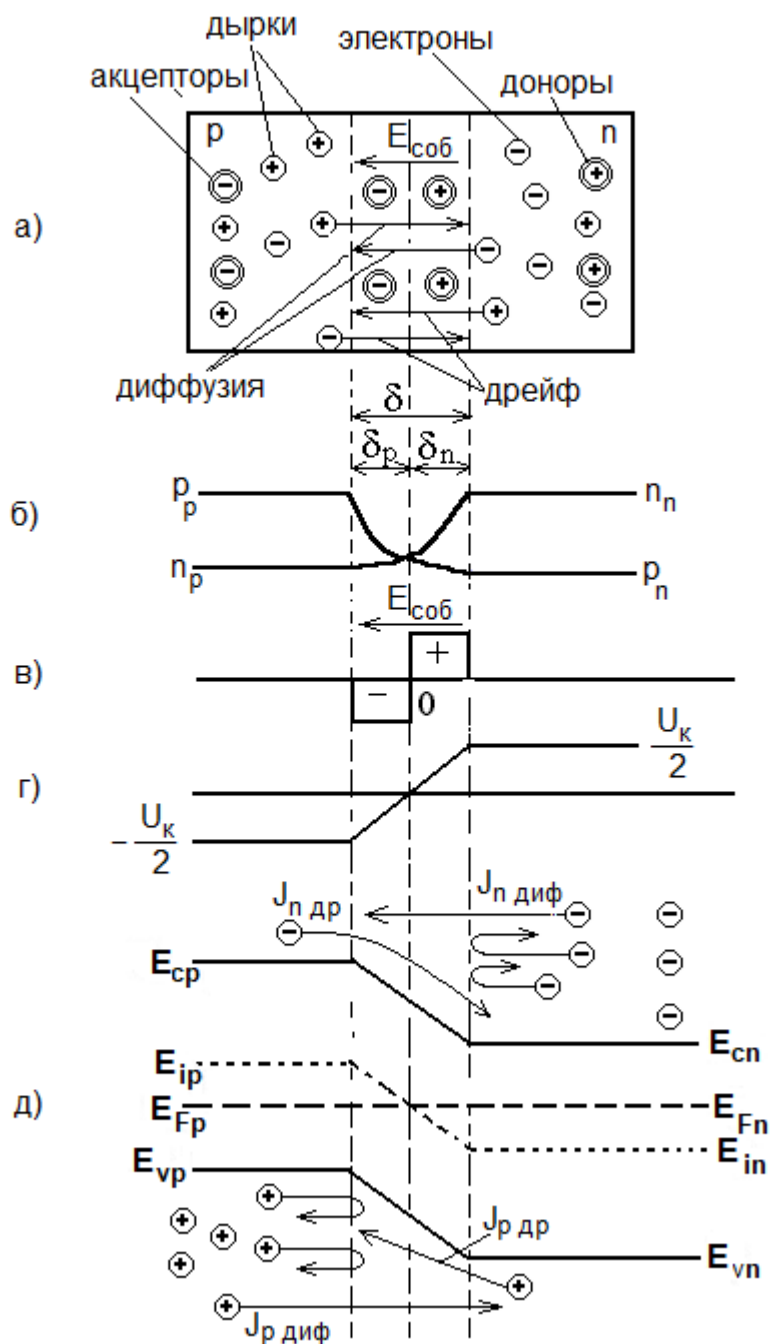 дырки электроны
акцепторы доноры
p Eсоб n
а)
диффузия δ дрейф
δp δn
б) pp nn
np pn
Eсоб
в) + − 0
Uк/2
г)
−Uк/2
Jn др Jn диф
Ecp
Ecn
Eip
д) EFp EFn
Ein
Evp
Jp др
Evn
Jp диф